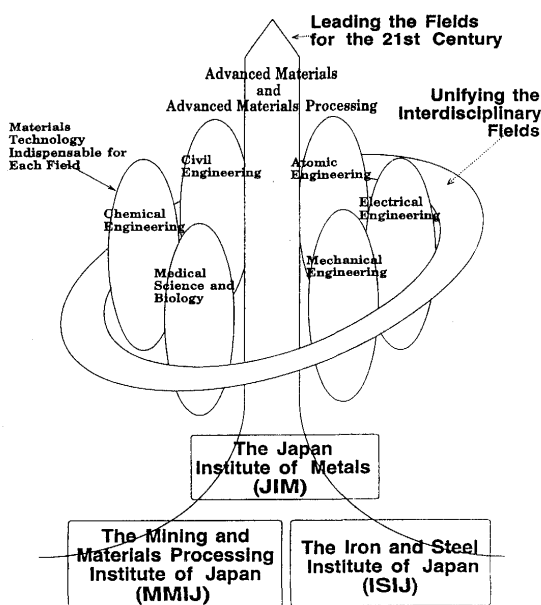 Leading the Fields
for the 21st Century
Advanced Materials
and
Advanced Materials Processing
Unifying the
Interdisciplinary
Fields
Materials
Technology
Indispensable for
Each Field
Civil
Engineering
Atomic
Engineering
Chemical
Engineering
Electrical
Engineering
Medical
Science and
Biology
Mechanical
Engineering
The Japan
Institute of Metals
(JIM)
The Mining and
Materials Processing
Institute of Japan
(MMIJ)
The Iron and Steel
Institute of Japan
(ISIJ)